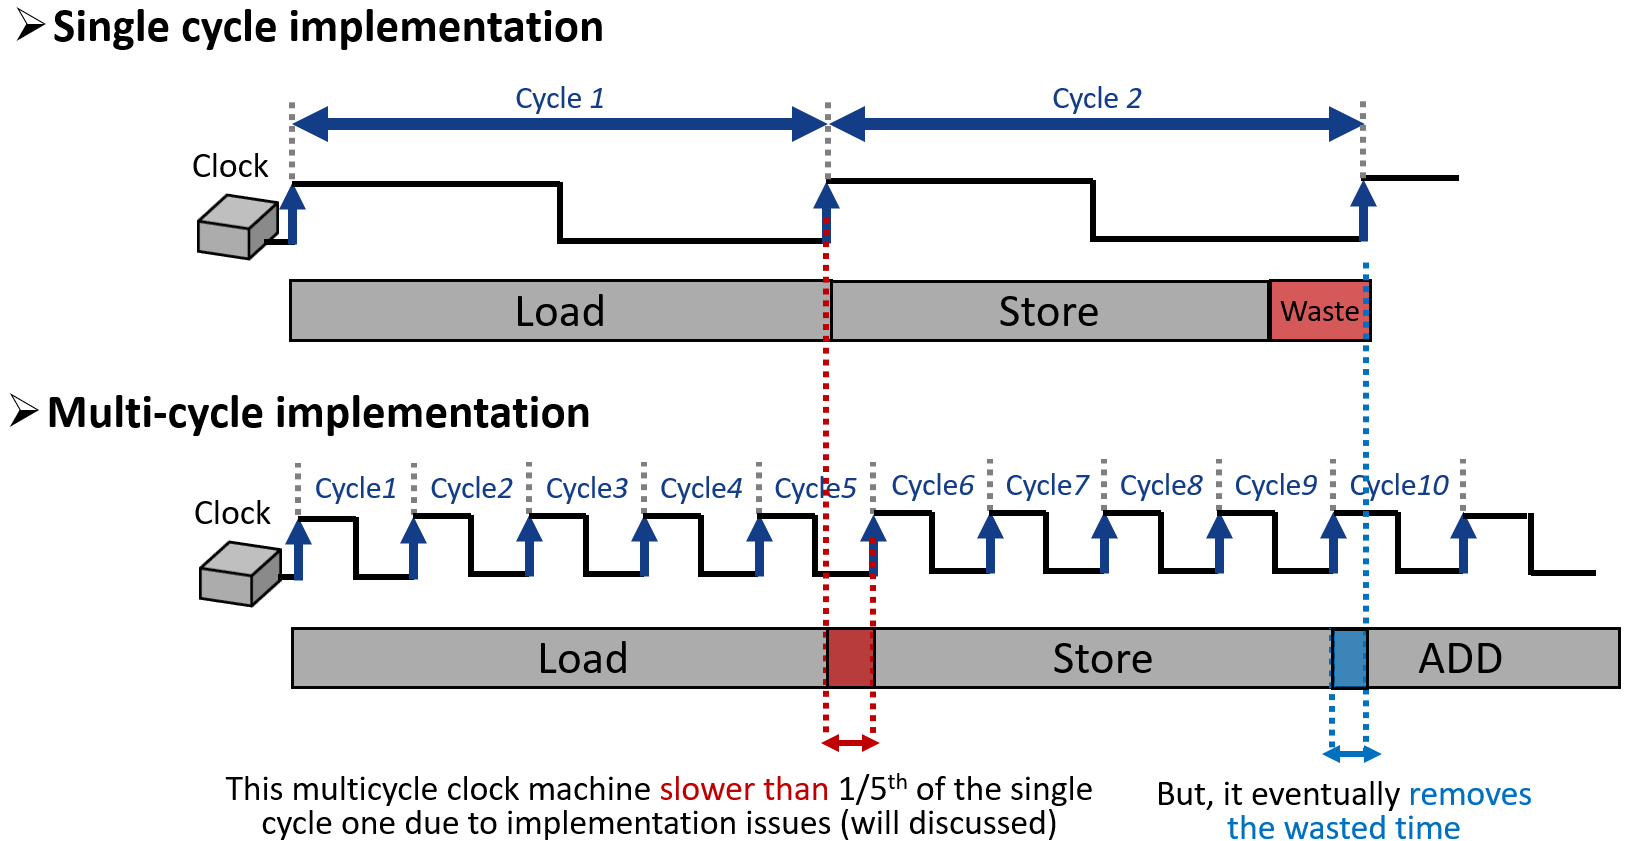 Single cycle implementation
Cycle 1
Cycle 2
Clock
Load
Store
Waste
Multi-cycle implementation
Cycle1
Cycle2
Cycle3
Cycle4
Cycle5
Cycle6
Cycle7
Cycle8
Cycle9
Cycle10
Clock
Load
Store
ADD
This multicycle clock machine slower than 1/5th of the single
cycle one due to implementation issues (will discussed)
But, it eventually removes
the wasted time